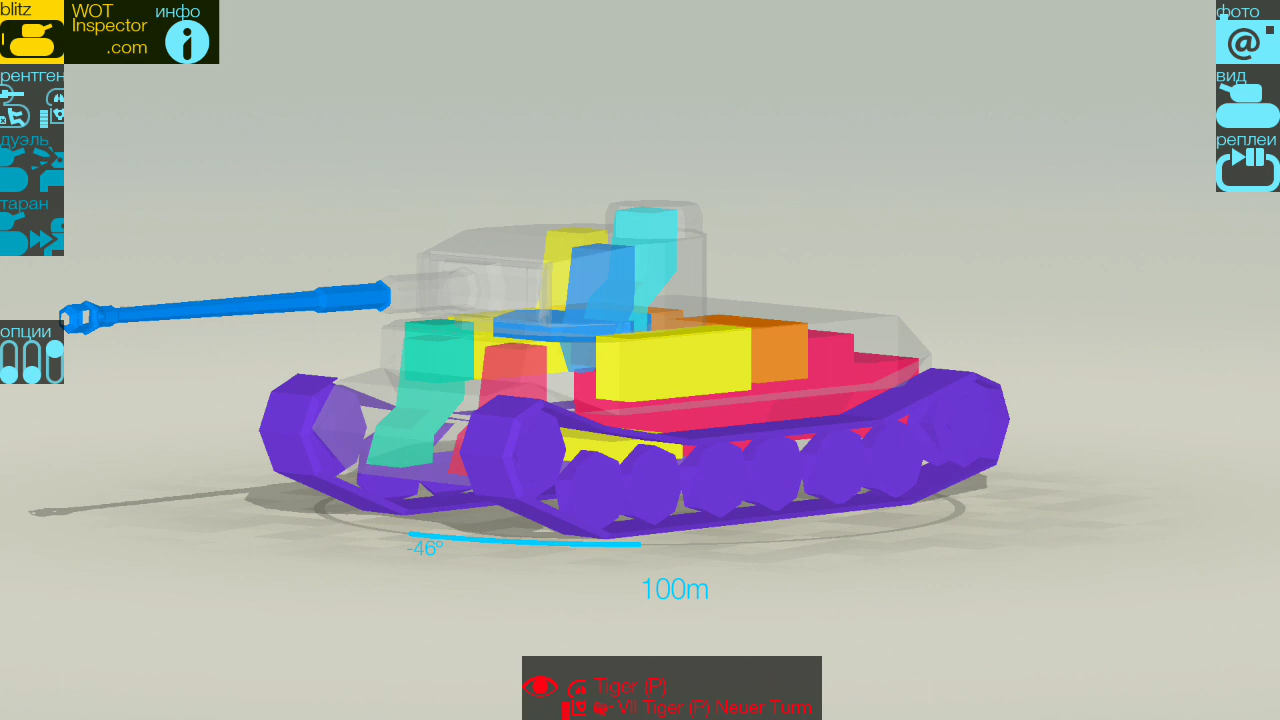 blitz
WOT
Inspector
.com
инфо
рентген
дуэль
таран
опции
фото
@
вид
реплеи
-46°
100m
Tiger (P)
VII Tiger (P) Neuer Turm